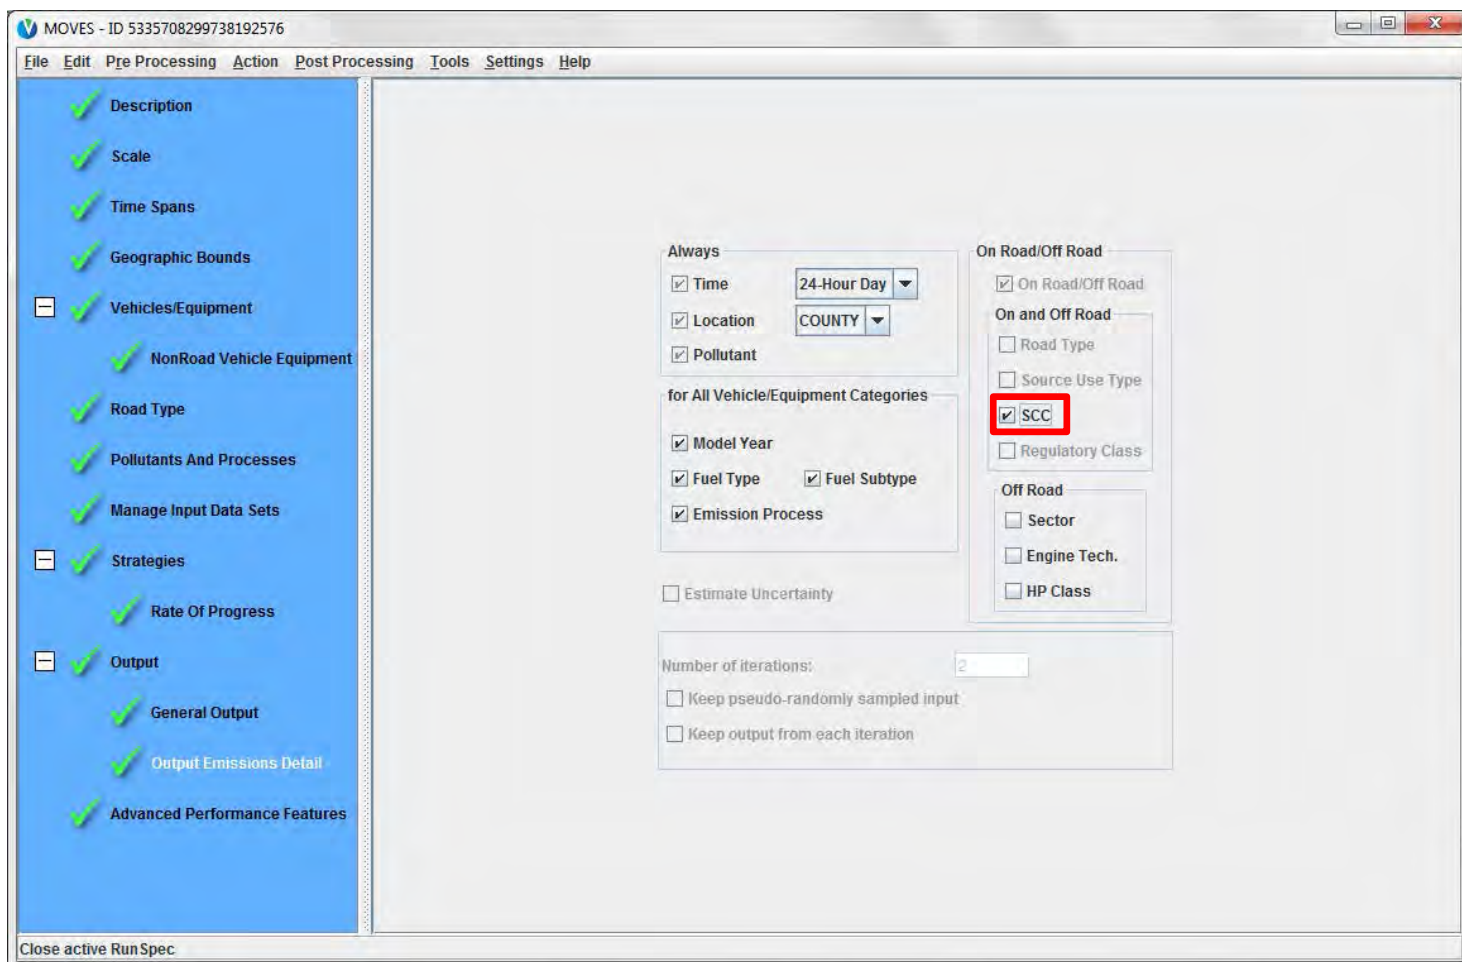 MOVES - ID 5335708299738192576
File Edit Pre Processing Action Post Processing Tools Settings Help
Description
Scale
Time Spans
Geographic Bounds
Vehicles/Equipment
NonRoad Vehicle Equipment
Road Type
Pollutants And Processes
Manage Input Data Sets
Strategies
Rate Of Progress
Output
General Output
Output Emissions Detail
Advanced Performance Features
Always
Time 24-Hour Day
Location COUNTY
Pollutant
for All Vehicle/Equipment Categories
Model Year
Fuel Type Fuel Subtype
Emission Process
Estimate Uncertainty
On Road/Off Road
On Road/Off Road
On and Off Road
Road Type
Source Use Type
SCC
Regulatory Class
Off Road
Sector
Engine Tech.
HP Class
Number of iterations: 2
Keep pseudo-randomly sampled input
Keep output from each iteration
Close active RunSpec